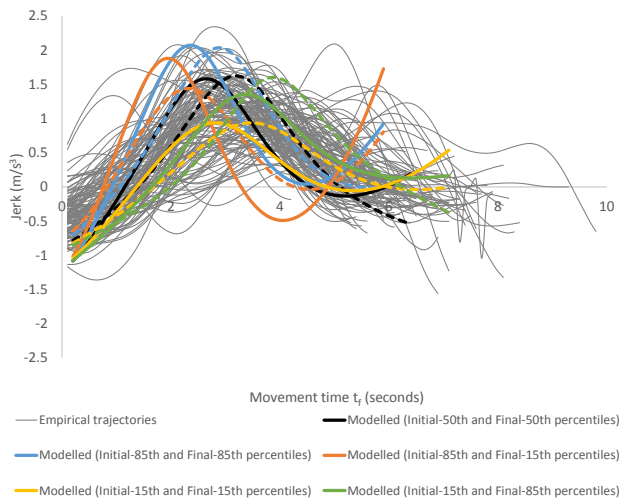 2.5
2
1.5
1
0.5
0
-0.5
-1
-1.5
-2
-2.5
0 2 4 6 8 10
Jerk (m/s³)
Movement time tf (seconds)
Empirical trajectories
Modelled (Initial-50th and Final-50th percentiles)
Modelled (Initial-85th and Final-85th percentiles)
Modelled (Initial-85th and Final-15th percentiles)
Modelled (Initial-15th and Final-15th percentiles)
Modelled (Initial-15th and Final-85th percentiles)